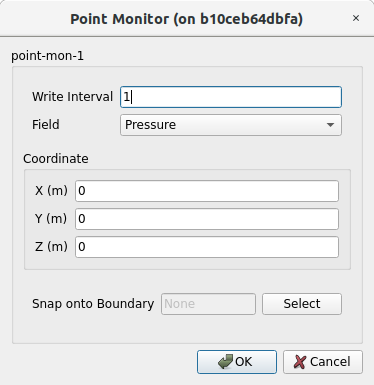 Point Monitor (on b10ceb64dbfa)
×
point-mon-1
Write Interval 1
Field Pressure
Coordinate
X (m) 0
Y (m) 0
Z (m) 0
Snap onto Boundary None Select
OK Cancel